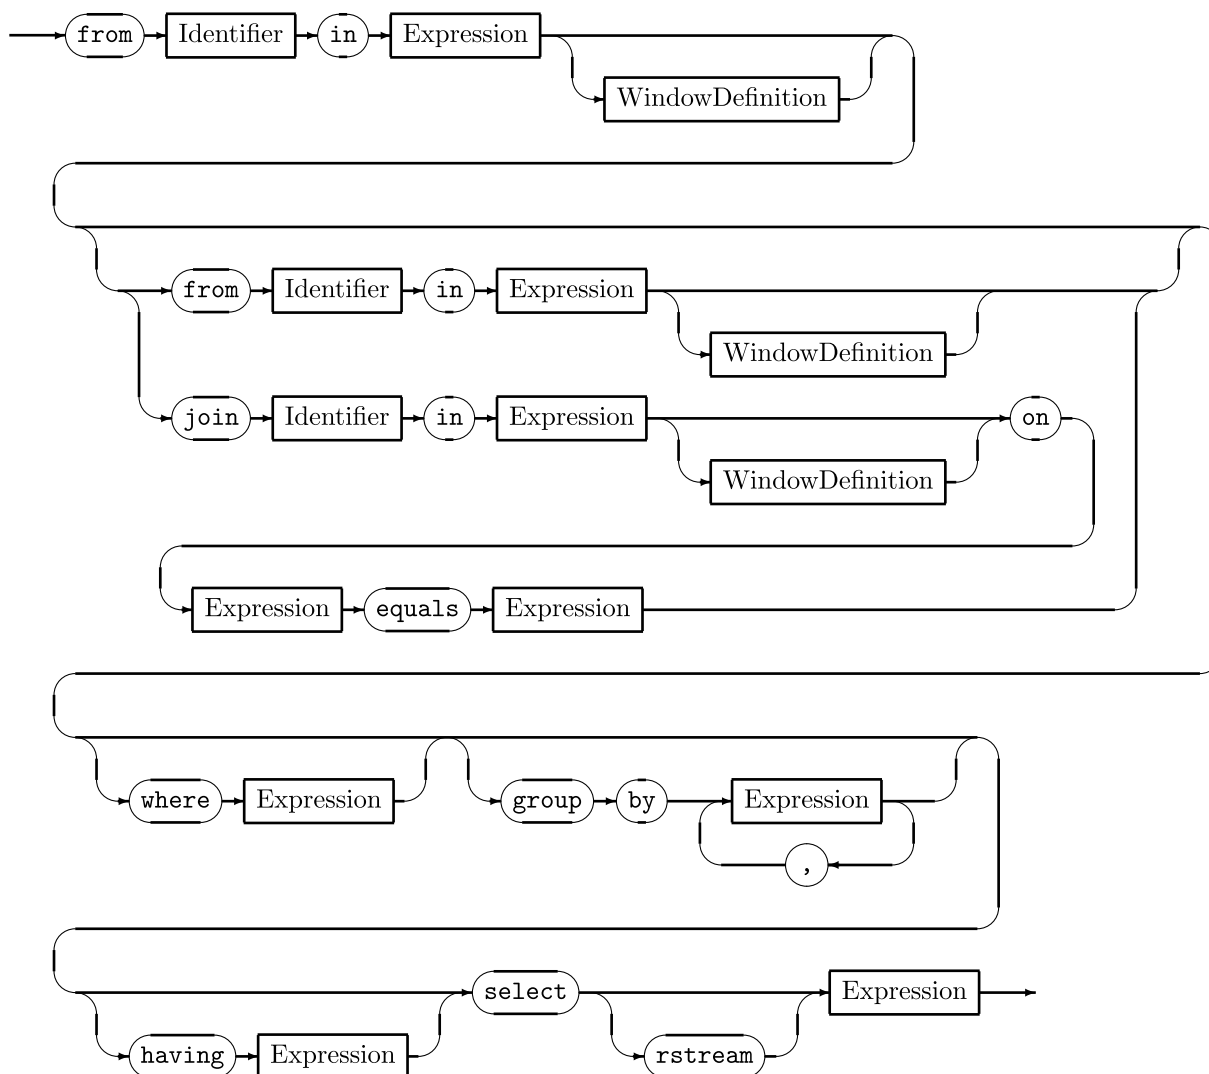 from Identifier in Expression
WindowDefinition
from Identifier in Expression
WindowDefinition
join Identifier in Expression on
WindowDefinition
Expression equals Expression
where Expression group by Expression
,
select Expression
having Expression rstream